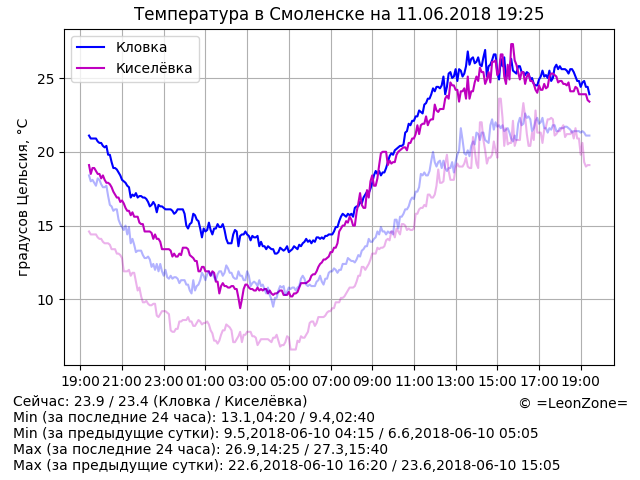 Температура в Смоленске на 11.06.2018 19:25
Кловка
Киселёвка
градусов Цельсия, °C
25
20
15
10
19:00 21:00 23:00 01:00 03:00 05:00 07:00 09:00 11:00 13:00 15:00 17:00 19:00
Сейчас: 23.9 / 23.4 (Кловка / Киселёвка)
© =LeonZone=
Min (за последние 24 часа): 13.1,04:20 / 9.4,02:40
Min (за предыдущие сутки): 9.5,2018-06-10 04:15 / 6.6,2018-06-10 05:05
Max (за последние 24 часа): 26.9,14:25 / 27.3,15:40
Max (за предыдущие сутки): 22.6,2018-06-10 16:20 / 23.6,2018-06-10 15:05